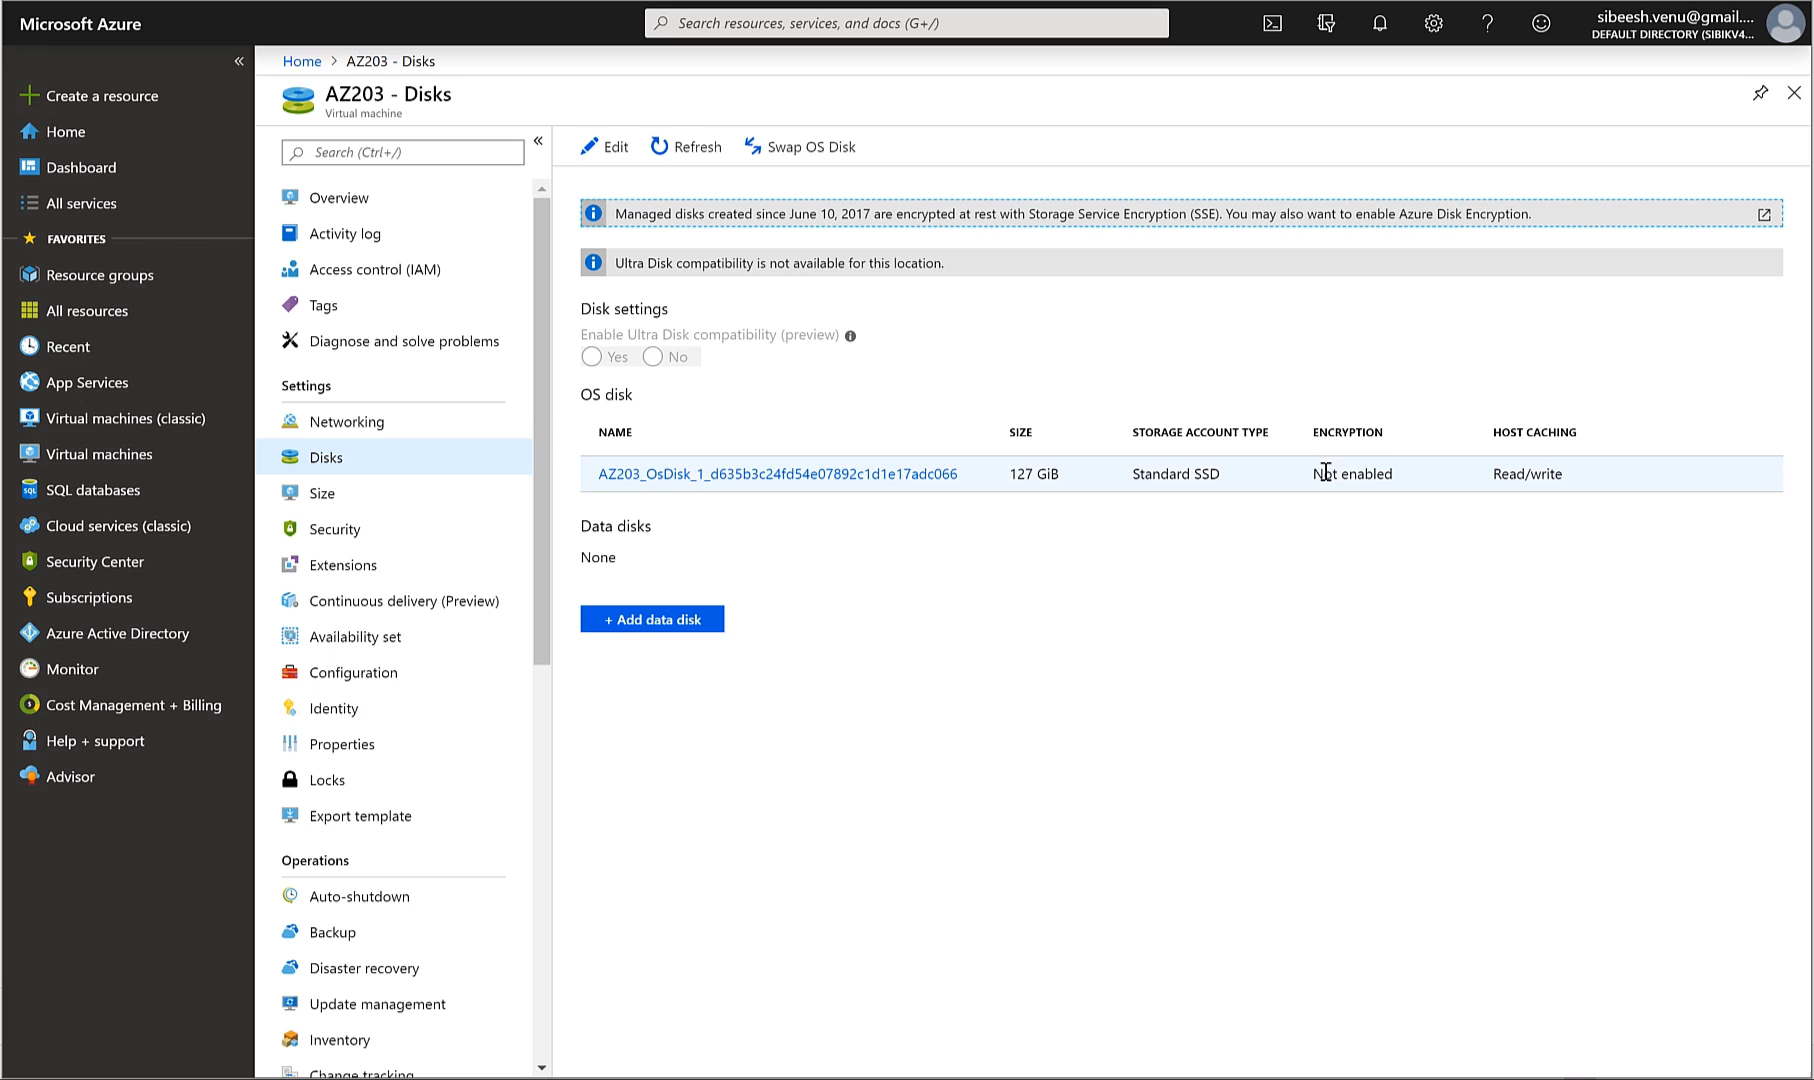 Microsoft Azure
Search resources, services, and docs (G+/)
sibeesh.venu@gmail....
DEFAULT DIRECTORY (SIBIKV4...
Create a resource
Home
Dashboard
All services
FAVORITES
Resource groups
All resources
Recent
App Services
Virtual machines (classic)
Virtual machines
SQL databases
Cloud services (classic)
Security Center
Subscriptions
Azure Active Directory
Monitor
Cost Management + Billing
Help + support
Advisor
Home > AZ203 - Disks
AZ203 - Disks
Virtual machine
Search (Ctrl+/)
Overview
Activity log
Access control (IAM)
Tags
Diagnose and solve problems
Settings
Networking
Disks
Size
Security
Extensions
Continuous delivery (Preview)
Availability set
Configuration
Identity
Properties
Locks
Export template
Operations
Auto-shutdown
Backup
Disaster recovery
Update management
Inventory
Change tracking
Edit Refresh Swap OS Disk
Managed disks created since June 10, 2017 are encrypted at rest with Storage Service Encryption (SSE). You may also want to enable Azure Disk Encryption.
Ultra Disk compatibility is not available for this location.
Disk settings
Enable Ultra Disk compatibility (preview)
Yes No
OS disk
NAME SIZE STORAGE ACCOUNT TYPE ENCRYPTION HOST CACHING
AZ203_OsDisk_1_d635b3c24fd54e07892c1d1e17adc066 127 GiB Standard SSD Not enabled Read/write
Data disks
None
+ Add data disk